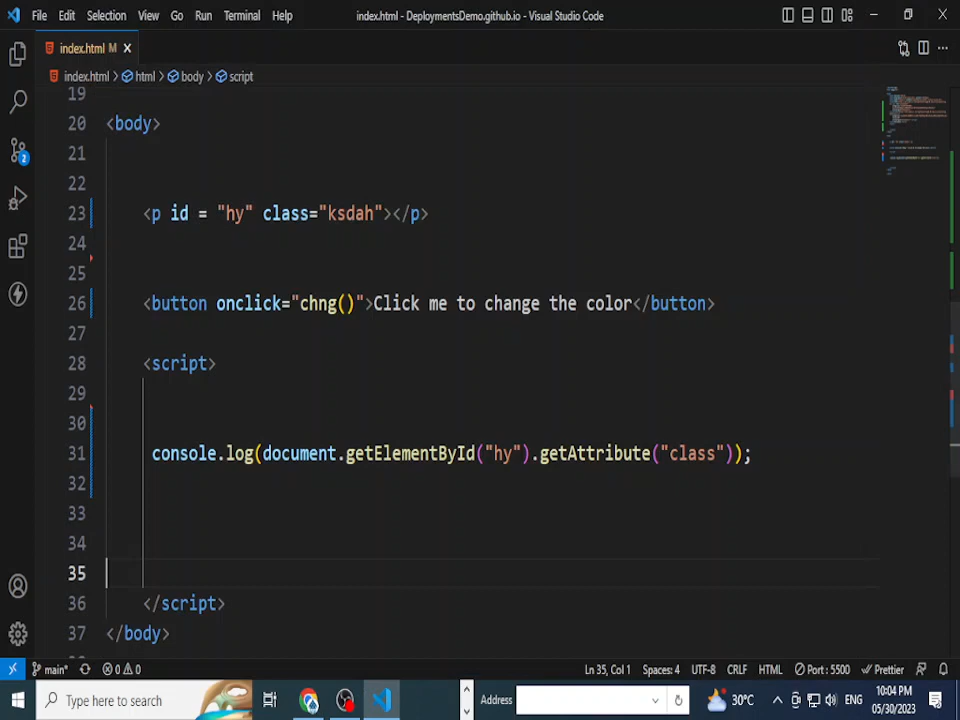 File Edit Selection View Go Run Terminal Help index.html - DeploymentsDemo.github.io - Visual Studio Code
index.html M
index.html > html > body > script
19
20 <body>
21
22
23 <p id = "hy" class="ksdah"></p>
24
25
26 <button onclick="chng()">Click me to change the color</button>
27
28 <script>
29
30
31 console.log(document.getElementById("hy").getAttribute("class"));
32
33
34
35
36 </script>
37 </body>
2
main* 0 0 Ln 35, Col 1 Spaces: 4 UTF-8 CRLF HTML Port : 5500 Prettier
Type here to search Address 30°C ENG 10:04 PM
05/30/2023